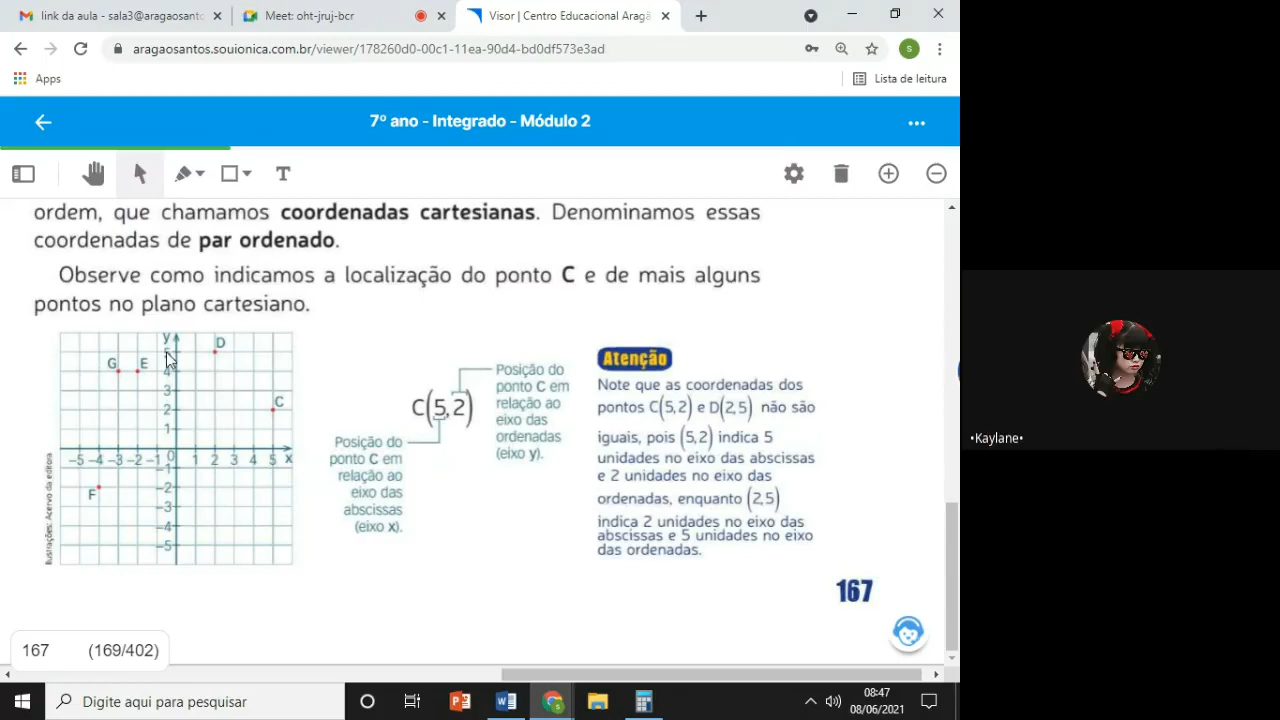 link da aula - sala3@aragaosant
Meet: oht-jruj-bcr
Visor | Centro Educacional Aragã
aragaosantos.souionica.com.br/viewer/178260d0-00c1-11ea-90d4-bd0df573e3ad
s
Apps
Lista de leitura
7º ano - Integrado - Módulo 2
T
ordem, que chamamos coordenadas cartesianas. Denominamos essas
coordenadas de par ordenado.
Observe como indicamos a localização do ponto C e de mais alguns
pontos no plano cartesiano.
y
D
5
G E
4
3
C
2
1
-5 -4 -3 -2 -1 0 1 2 3 4 5 x
-1
F
-3
-4
-5
Ilustrações: Acervo da editora
C(5,2)
Posição do
ponto C em
relação ao
eixo das
ordenadas
(eixo y).
Posição do
ponto C em
relação ao
eixo das
abscissas
(eixo x).
Atenção
Note que as coordenadas dos
pontos C(5,2) e D(2,5) não são
iguais, pois (5,2) indica 5
unidades no eixo das abscissas
e 2 unidades no eixo das
ordenadas, enquanto (2,5)
indica 2 unidades no eixo das
abscissas e 5 unidades no eixo
das ordenadas.
167
167 (169/402)
•Kaylane•
Digite aqui para pesquisar
08:47
08/06/2021